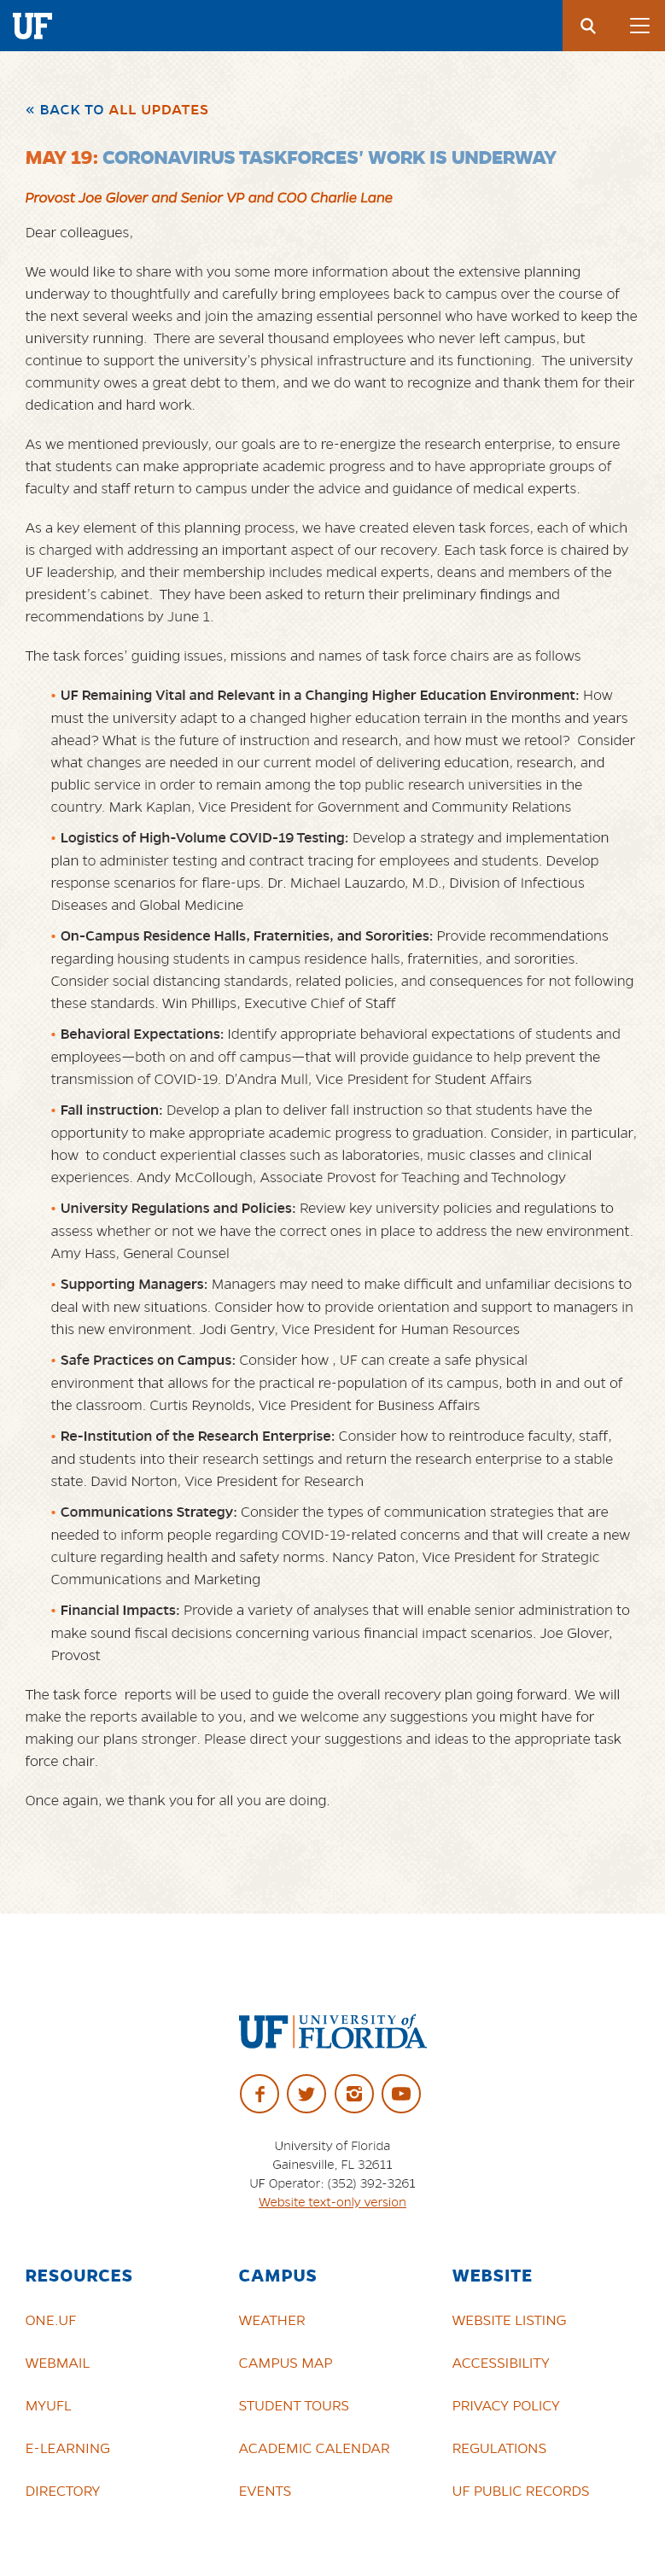 UF
« BACK TO ALL UPDATES
MAY 19: CORONAVIRUS TASKFORCES' WORK IS UNDERWAY
Provost Joe Glover and Senior VP and COO Charlie Lane
Dear colleagues,
We would like to share with you some more information about the extensive planning
underway to thoughtfully and carefully bring employees back to campus over the course of
the next several weeks and join the amazing essential personnel who have worked to keep the
university running.  There are several thousand employees who never left campus, but
continue to support the university's physical infrastructure and its functioning.  The university
community owes a great debt to them, and we do want to recognize and thank them for their
dedication and hard work.
As we mentioned previously, our goals are to re-energize the research enterprise, to ensure
that students can make appropriate academic progress and to have appropriate groups of
faculty and staff return to campus under the advice and guidance of medical experts.
As a key element of this planning process, we have created eleven task forces, each of which
is charged with addressing an important aspect of our recovery. Each task force is chaired by
UF leadership, and their membership includes medical experts, deans and members of the
president's cabinet.  They have been asked to return their preliminary findings and
recommendations by June 1.
The task forces' guiding issues, missions and names of task force chairs are as follows
• UF Remaining Vital and Relevant in a Changing Higher Education Environment: How
must the university adapt to a changed higher education terrain in the months and years
ahead? What is the future of instruction and research, and how must we retool?  Consider
what changes are needed in our current model of delivering education, research, and
public service in order to remain among the top public research universities in the
country. Mark Kaplan, Vice President for Government and Community Relations
• Logistics of High-Volume COVID-19 Testing: Develop a strategy and implementation
plan to administer testing and contract tracing for employees and students. Develop
response scenarios for flare-ups. Dr. Michael Lauzardo, M.D., Division of Infectious
Diseases and Global Medicine
• On-Campus Residence Halls, Fraternities, and Sororities: Provide recommendations
regarding housing students in campus residence halls, fraternities, and sororities.
Consider social distancing standards, related policies, and consequences for not following
these standards. Win Phillips, Executive Chief of Staff
• Behavioral Expectations: Identify appropriate behavioral expectations of students and
employees—both on and off campus—that will provide guidance to help prevent the
transmission of COVID-19. D'Andra Mull, Vice President for Student Affairs
• Fall instruction: Develop a plan to deliver fall instruction so that students have the
opportunity to make appropriate academic progress to graduation. Consider, in particular,
how  to conduct experiential classes such as laboratories, music classes and clinical
experiences. Andy McCollough, Associate Provost for Teaching and Technology
• University Regulations and Policies: Review key university policies and regulations to
assess whether or not we have the correct ones in place to address the new environment.
Amy Hass, General Counsel
• Supporting Managers: Managers may need to make difficult and unfamiliar decisions to
deal with new situations. Consider how to provide orientation and support to managers in
this new environment. Jodi Gentry, Vice President for Human Resources
• Safe Practices on Campus: Consider how , UF can create a safe physical
environment that allows for the practical re-population of its campus, both in and out of
the classroom. Curtis Reynolds, Vice President for Business Affairs
• Re-Institution of the Research Enterprise: Consider how to reintroduce faculty, staff,
and students into their research settings and return the research enterprise to a stable
state. David Norton, Vice President for Research
• Communications Strategy: Consider the types of communication strategies that are
needed to inform people regarding COVID-19-related concerns and that will create a new
culture regarding health and safety norms. Nancy Paton, Vice President for Strategic
Communications and Marketing
• Financial Impacts: Provide a variety of analyses that will enable senior administration to
make sound fiscal decisions concerning various financial impact scenarios. Joe Glover,
Provost
The task force  reports will be used to guide the overall recovery plan going forward. We will
make the reports available to you, and we welcome any suggestions you might have for
making our plans stronger. Please direct your suggestions and ideas to the appropriate task
force chair.
Once again, we thank you for all you are doing.
UF UNIVERSITY of
FLORIDA
University of Florida
Gainesville, FL 32611
UF Operator: (352) 392-3261
Website text-only version
RESOURCES CAMPUS WEBSITE
ONE.UF WEATHER WEBSITE LISTING
WEBMAIL CAMPUS MAP ACCESSIBILITY
MYUFL STUDENT TOURS PRIVACY POLICY
E-LEARNING ACADEMIC CALENDAR REGULATIONS
DIRECTORY EVENTS UF PUBLIC RECORDS